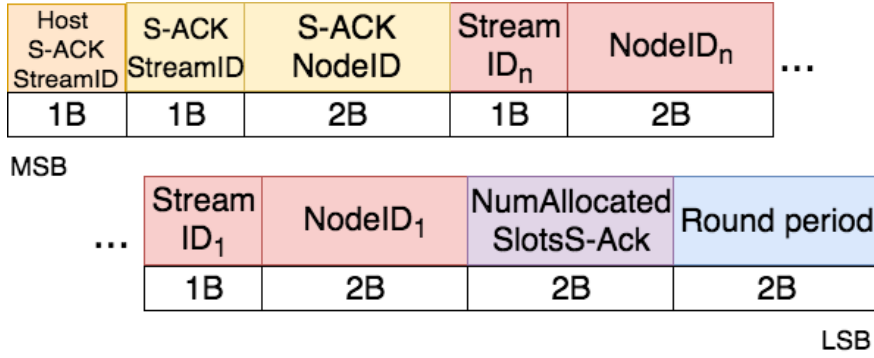 Host S-ACK Stream Stream
S-ACK StreamID S-ACK NodeID IDₙ NodeIDₙ ...
StreamID
1B 1B 2B 1B 2B
MSB
... Stream ID₁ NodeID₁ NumAllocated SlotsS-Ack Round period
1B 2B 2B 2B
LSB